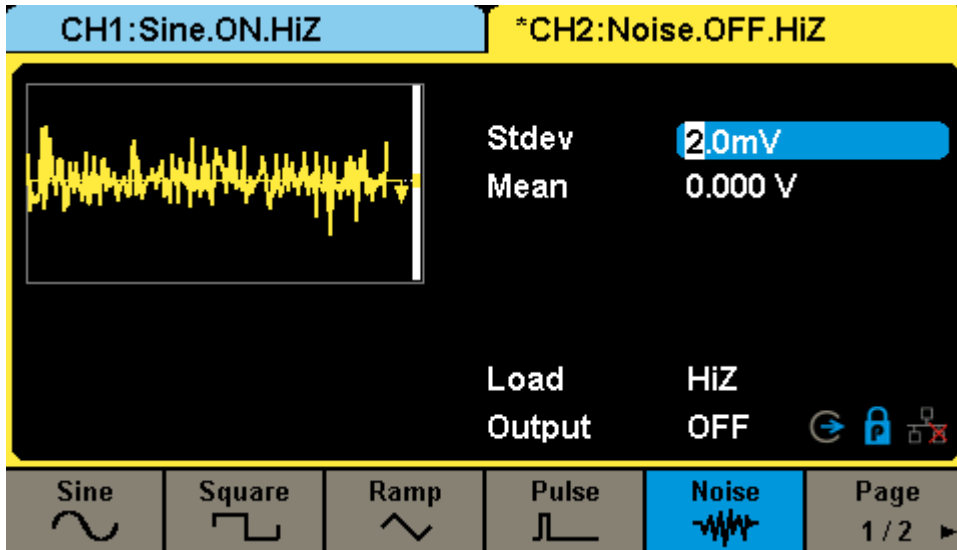 CH1:Sine.ON.HiZ
*CH2:Noise.OFF.HiZ
Stdev 2.0mV
Mean 0.000 V
Load HiZ
Output OFF P
Sine Square Ramp Pulse Noise Page
1/2